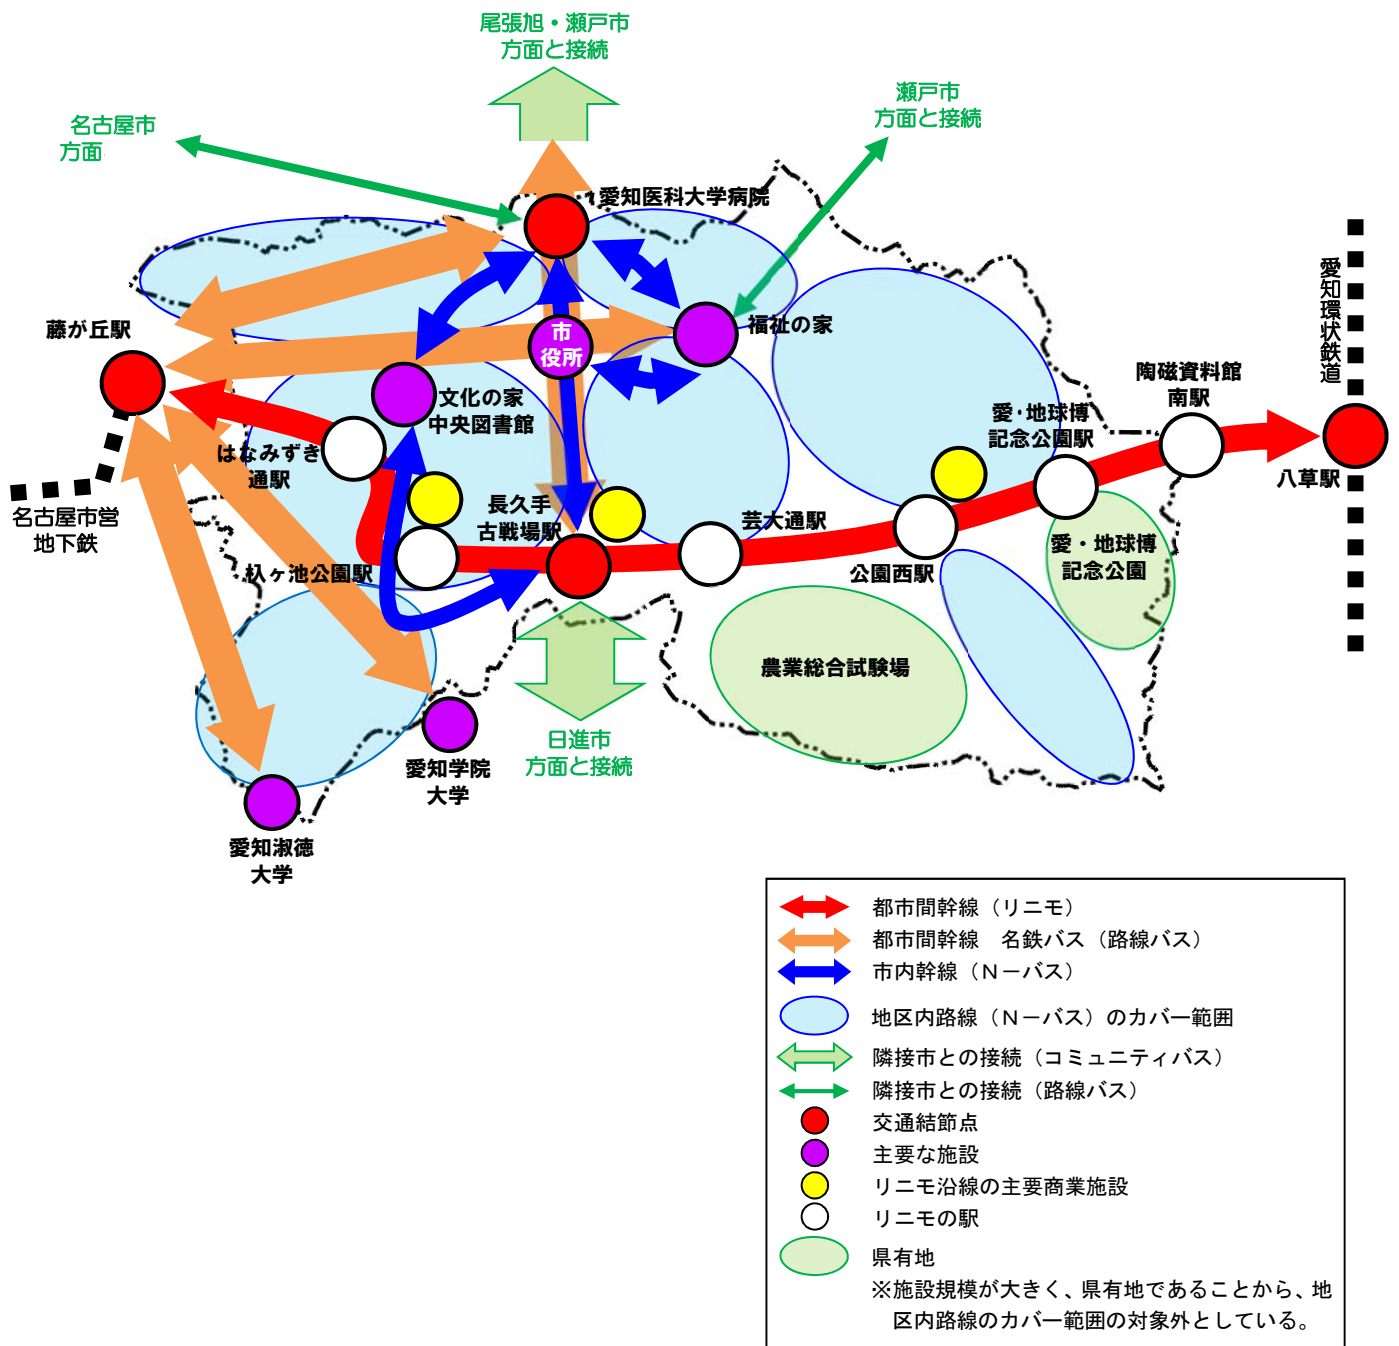 尾張旭・瀬戸市
方面と接続
瀬戸市
方面と接続
名古屋市
方面
愛知医科大学病院
愛知環状鉄道
藤が丘駅
市
役所
福祉の家
陶磁資料館
南駅
文化の家
中央図書館
愛・地球博
記念公園駅
はなみずき
通駅
八草駅
名古屋市営
地下鉄
長久手
古戦場駅
芸大通駅
杁ヶ池公園駅
公園西駅
愛・地球博
記念公園
農業総合試験場
日進市
方面と接続
愛知学院
大学
愛知淑徳
大学
都市間幹線（リニモ）
都市間幹線　名鉄バス（路線バス）
市内幹線（Ｎーバス）
地区内路線（Ｎーバス）のカバー範囲
隣接市との接続（コミュニティバス）
隣接市との接続（路線バス）
交通結節点
主要な施設
リニモ沿線の主要商業施設
リニモの駅
県有地
※施設規模が大きく、県有地であることから、地
区内路線のカバー範囲の対象外としている。